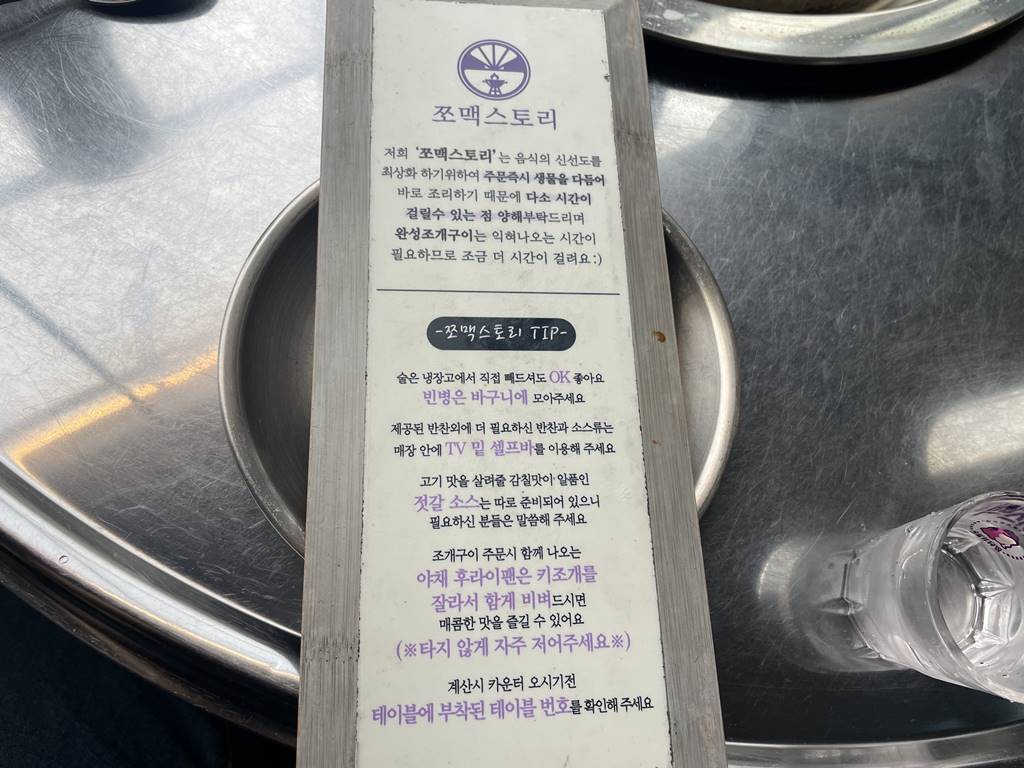 쪼맥스토리
저희 '쪼맥스토리'는 음식의 신선도를
최상화 하기위하여 주문즉시 생물을 다듬어
바로 조리하기 때문에 다소 시간이
걸릴수 있는 점 양해부탁드리며
완성조개구이는 익혀나오는 시간이
필요하므로 조금 더 시간이 걸려요:)
-쪼맥스토리 TIP-
술은 냉장고에서 직접 빼드셔도 OK 좋아요
빈병은 바구니에 모아주세요
제공된 반찬외에 더 필요하신 반찬과 소스류는
매장 안에 TV 밑 셀프바를 이용해 주세요
고기 맛을 살려줄 감칠맛이 일품인
젓갈 소스는 따로 준비되어 있으니
필요하신 분들은 말씀해 주세요
조개구이 주문시 함께 나오는
야채 후라이팬은 키조개를
잘라서 함게 비벼드시면
매콤한 맛을 즐길 수 있어요
(※타지 않게 자주 저어주세요※)
계산시 카운터 오시기전
테이블에 부착된 테이블 번호를 확인해 주세요